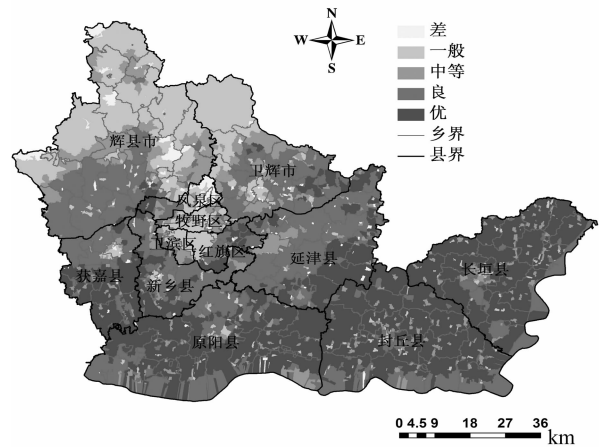 N
W E
S
差
一般
中等
良
优
乡界
县界
辉县市
卫辉市
凤泉区
牧野区
卫滨区
红旗区
延津县
长垣县
获嘉县
新乡县
原阳县
封丘县
0 4.5 9 18 27 36
km